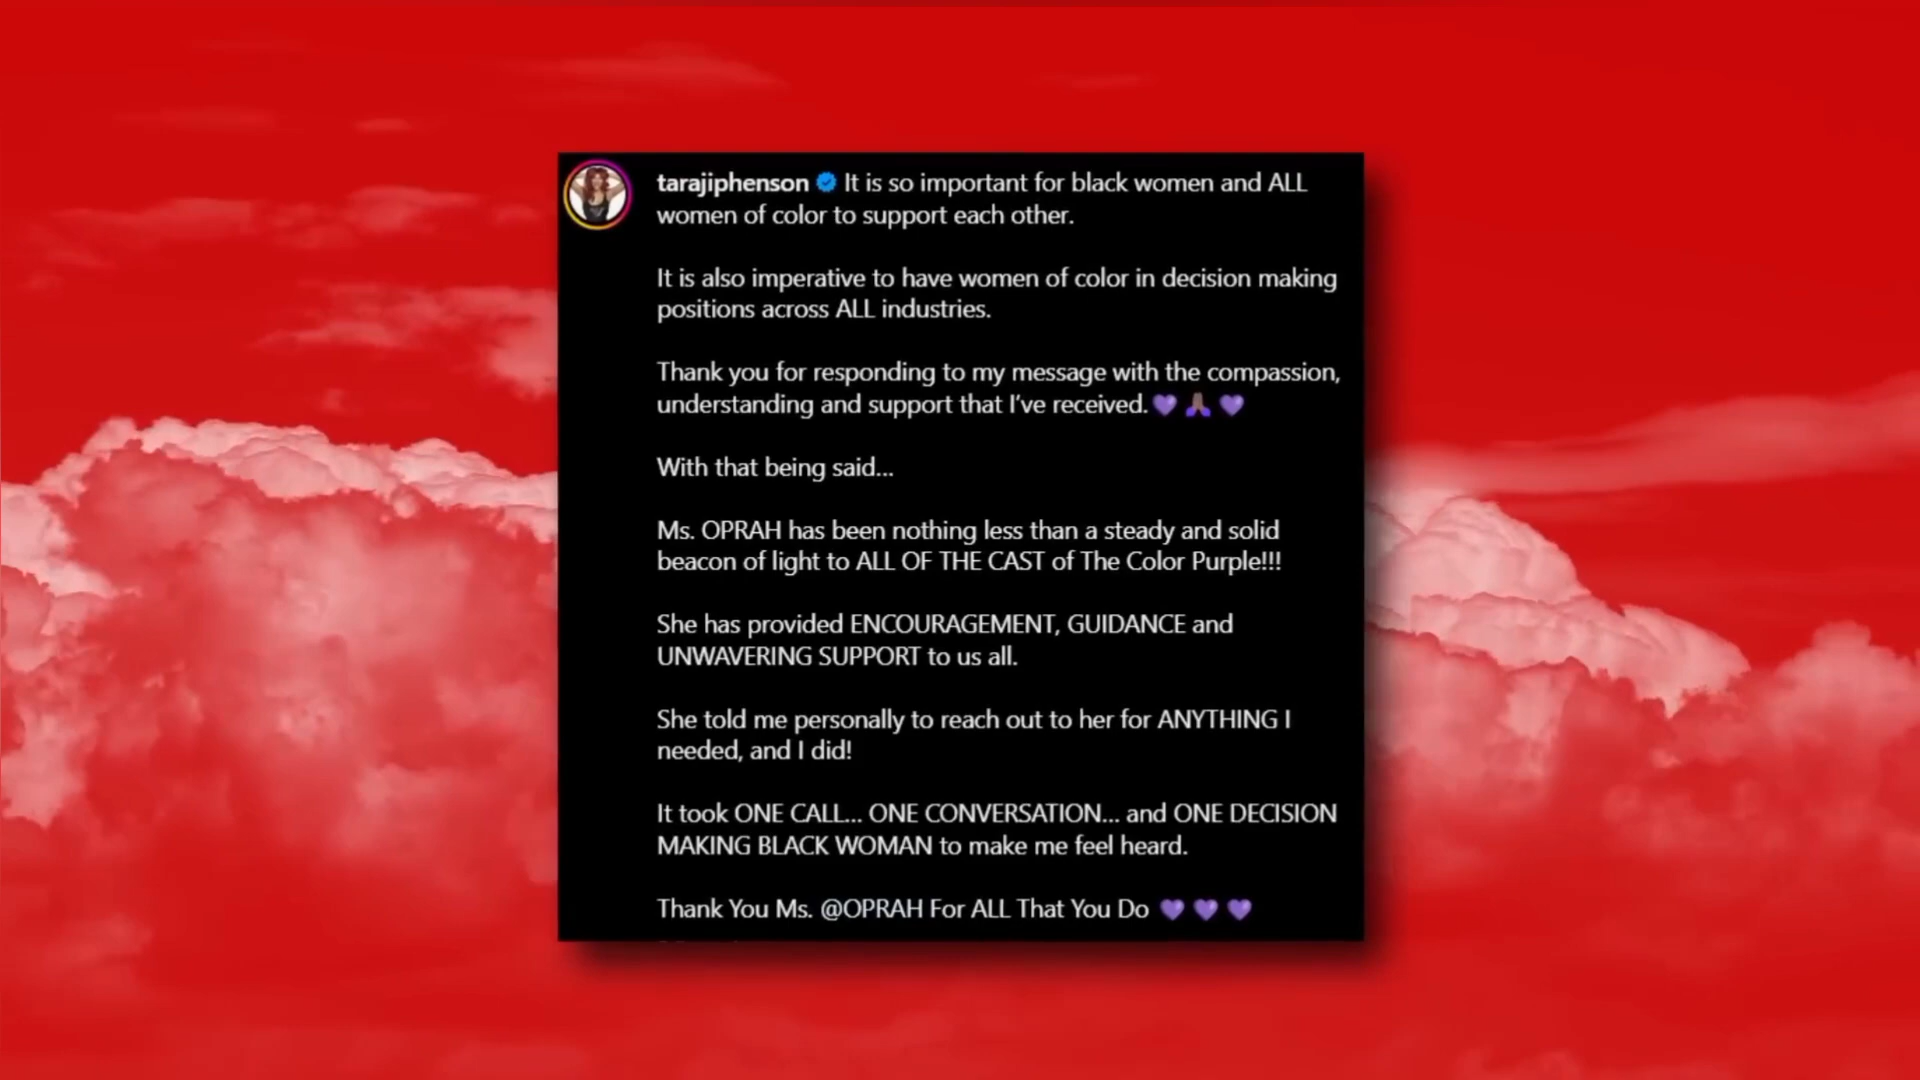 tarajiphenson It is so important for black women and ALL
women of color to support each other.
It is also imperative to have women of color in decision making
positions across ALL industries.
Thank you for responding to my message with the compassion,
understanding and support that I've received.💜🙏🏾💜
With that being said...
Ms. OPRAH has been nothing less than a steady and solid
beacon of light to ALL OF THE CAST of The Color Purple!!!
She has provided ENCOURAGEMENT, GUIDANCE and
UNWAVERING SUPPORT to us all.
She told me personally to reach out to her for ANYTHING I
needed, and I did!
It took ONE CALL... ONE CONVERSATION... and ONE DECISION
MAKING BLACK WOMAN to make me feel heard.
Thank You Ms. @OPRAH For ALL That You Do 💜💜💜